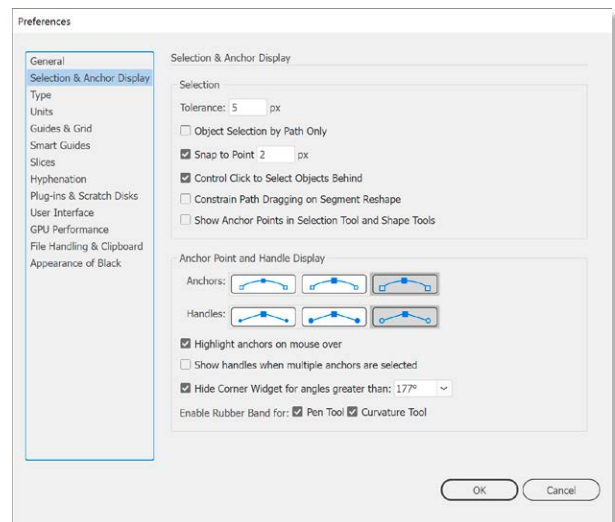 Preferences
General
Selection & Anchor Display
Type
Units
Guides & Grid
Smart Guides
Slices
Hyphenation
Plug-ins & Scratch Disks
User Interface
GPU Performance
File Handling & Clipboard
Appearance of Black
Selection & Anchor Display
Selection
Tolerance: 5 px
Object Selection by Path Only
Snap to Point 2 px
Control Click to Select Objects Behind
Constrain Path Dragging on Segment Reshape
Show Anchor Points in Selection Tool and Shape Tools
Anchor Point and Handle Display
Anchors:
Handles:
Highlight anchors on mouse over
Show handles when multiple anchors are selected
Hide Corner Widget for angles greater than: 177°
Enable Rubber Band for: Pen Tool Curvature Tool
OK Cancel